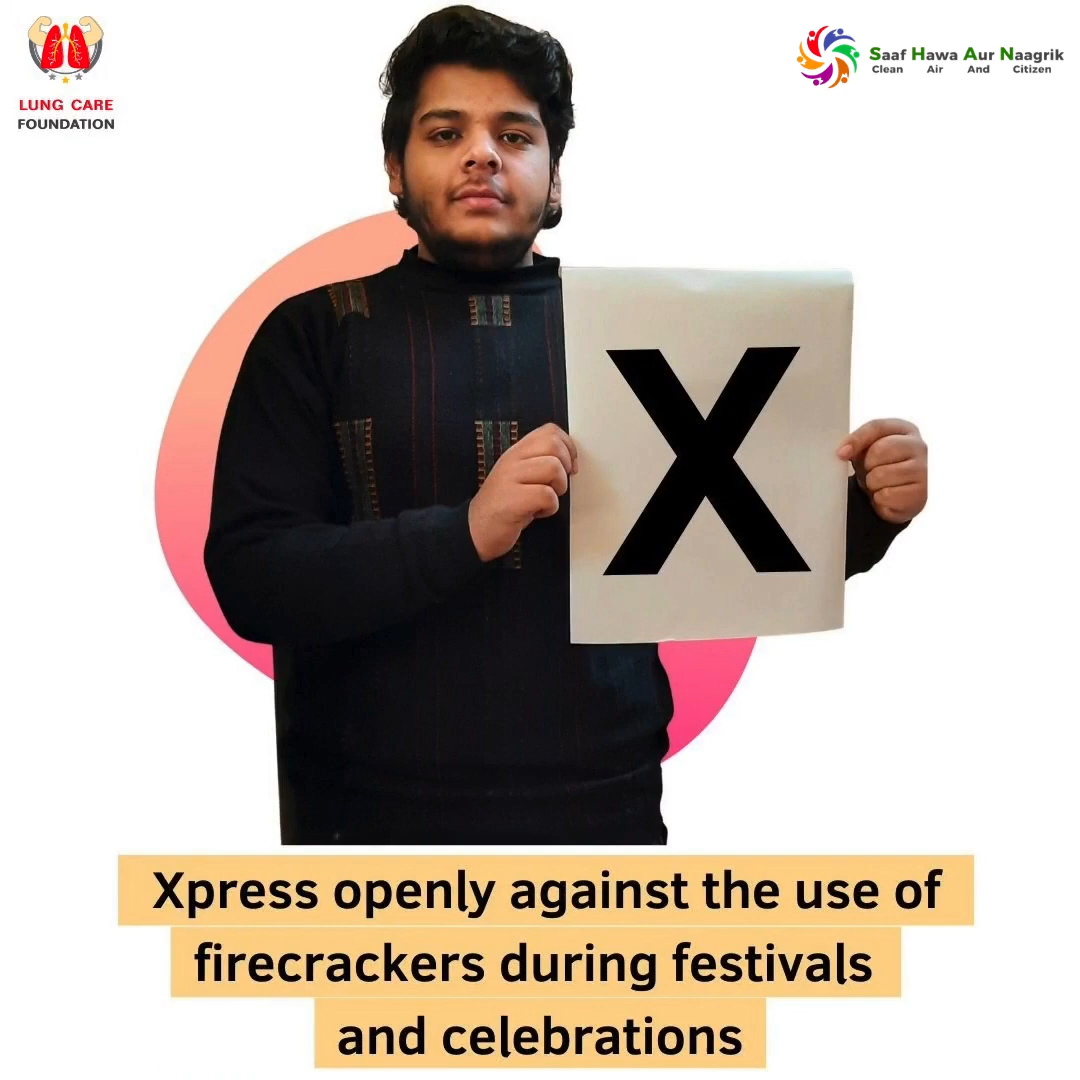 LUNG CARE
FOUNDATION
Saaf Hawa Aur Naagrik
Clean Air And Citizen
X
Xpress openly against the use of
firecrackers during festivals
and celebrations